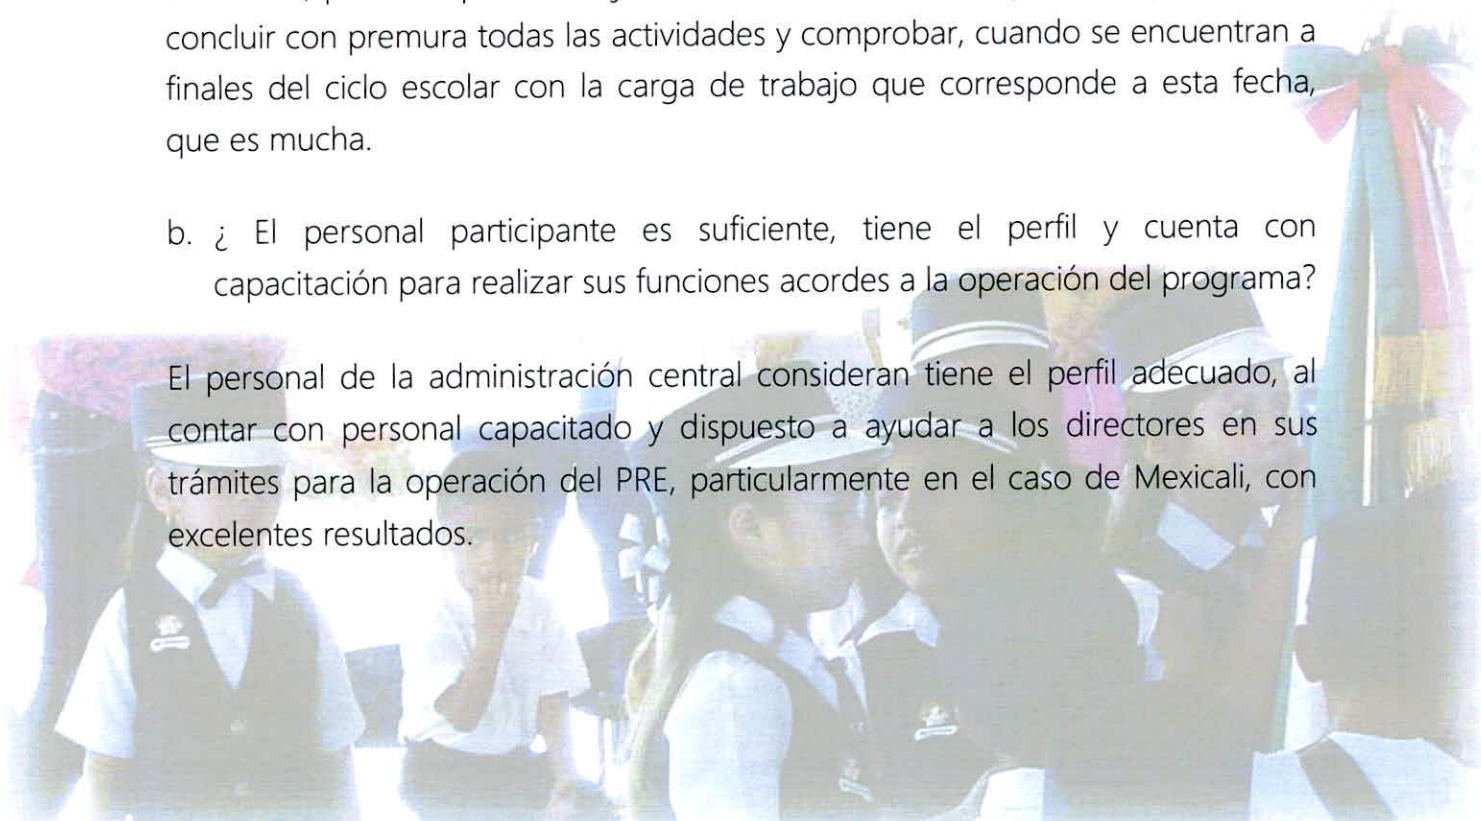 concluir con premura todas las actividades y comprobar, cuando se encuentran a
finales del ciclo escolar con la carga de trabajo que corresponde a esta fecha,
que es mucha.
b. ¿ El personal participante es suficiente, tiene el perfil y cuenta con
capacitación para realizar sus funciones acordes a la operación del programa?
El personal de la administración central consideran tiene el perfil adecuado, al
contar con personal capacitado y dispuesto a ayudar a los directores en sus
trámites para la operación del PRE, particularmente en el caso de Mexicali, con
excelentes resultados.